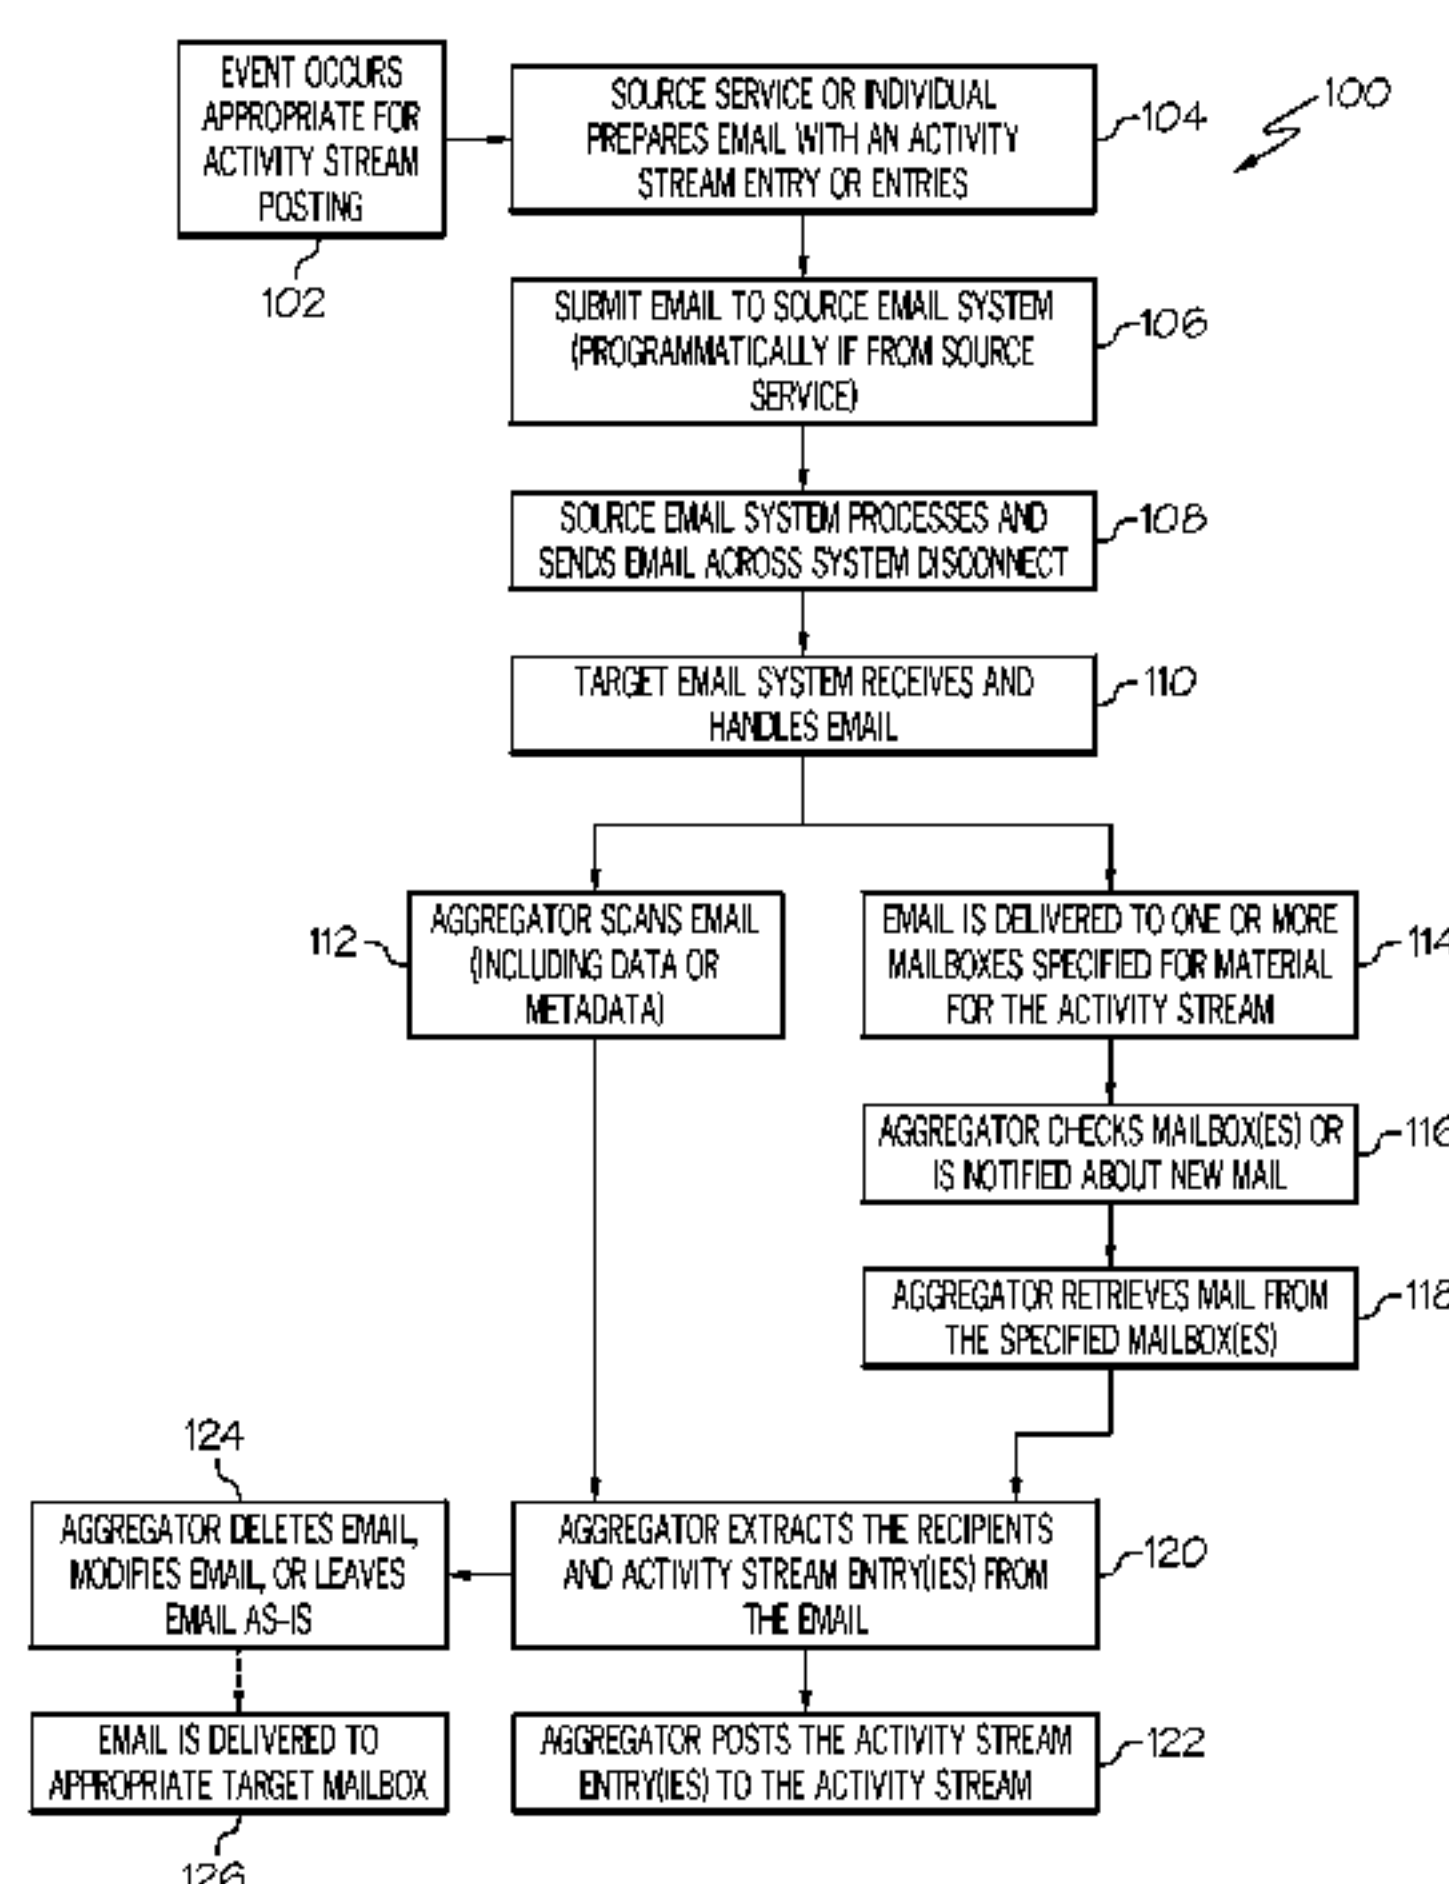 EVENT OCCURS
APPROPRIATE FOR
ACTIVITY STREAM
POSTING
102
SOURCE SERVICE OR INDIVIDUAL
PREPARES EMAIL WITH AN ACTIVITY
STREAM ENTRY OR ENTRIES
104
100
SUBMIT EMAIL TO SOURCE EMAIL SYSTEM
(PROGRAMMATICALLY IF FROM SOURCE
SERVICE)
106
SOURCE EMAIL SYSTEM PROCESSES AND
SENDS EMAIL ACROSS SYSTEM DISCONNECT
108
TARGET EMAIL SYSTEM RECEIVES AND
HANDLES EMAIL
110
112
AGGREGATOR SCANS EMAIL
(INCLUDING DATA OR
METADATA)
EMAIL IS DELIVERED TO ONE OR MORE
MAILBOXES SPECIFIED FOR MATERIAL
FOR THE ACTIVITY STREAM
114
AGGREGATOR CHECKS MAILBOX(ES) OR
IS NOTIFIED ABOUT NEW MAIL
116
AGGREGATOR RETRIEVES MAIL FROM
THE SPECIFIED MAILBOX(ES)
118
124
AGGREGATOR DELETES EMAIL,
MODIFIES EMAIL, OR LEAVES
EMAIL AS-IS
AGGREGATOR EXTRACTS THE RECIPIENTS
AND ACTIVITY STREAM ENTRY(IES) FROM
THE EMAIL
120
EMAIL IS DELIVERED TO
APPROPRIATE TARGET MAILBOX
126
AGGREGATOR POSTS THE ACTIVITY STREAM
ENTRY(IES) TO THE ACTIVITY STREAM
122